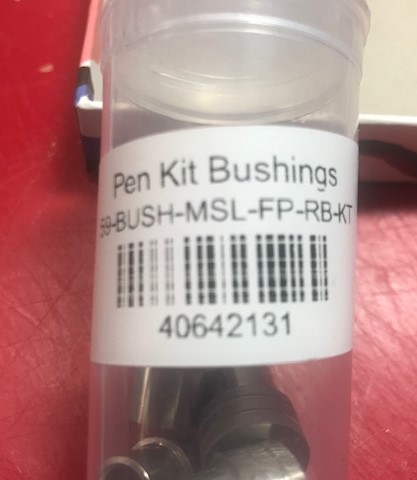 Pen Kit Bushings
59-BUSH-MSL-FP-RB-KT
40642131